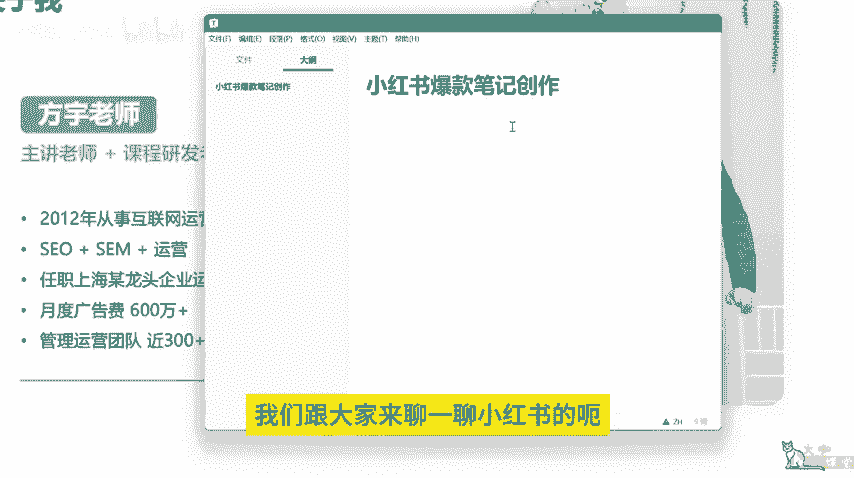 方宇老师
主讲老师 + 课程研发
2012年从事互联网运营
SEO + SEM + 运营
任职上海某龙头企业运
月度广告费 600万+
管理运营团队 近300+
文件(F) 编辑(E) 段落(P) 格式(O) 视图(V) 主题(T) 帮助(H)
文件 大纲
小红书爆款笔记创作
小红书爆款笔记创作
ZH
我们跟大家来聊一聊小红书的呃